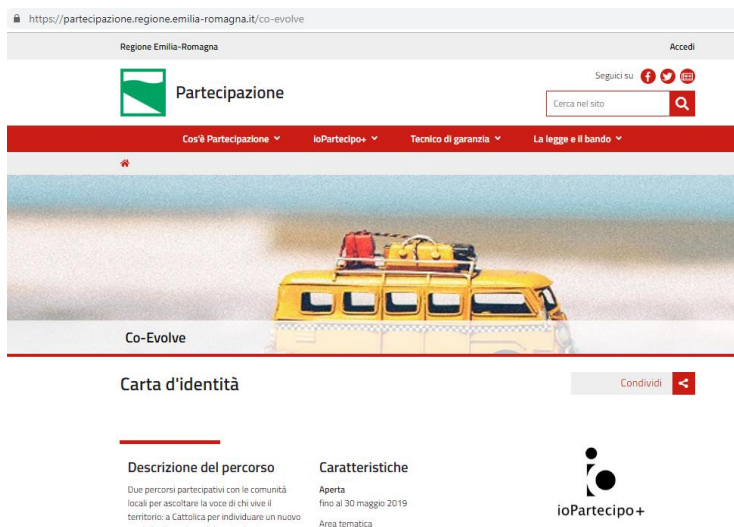 https://partecipazione.regione.emilia-romagna.it/co-evolve
Regione Emilia-Romagna
Accedi
Partecipazione
Seguici su
Cerca nel sito
Cos'è Partecipazione
ioPartecipo+
Tecnico di garanzia
La legge e il bando
Co-Evolve
Carta d'identità
Condividi
Descrizione del percorso
Due percorsi partecipativi con le comunità
locali per ascoltare la voce di chi vive il
territorio: a Cattolica per individuare un nuovo
Caratteristiche
Aperta
fino al 30 maggio 2019
Area tematica
io
ioPartecipo+